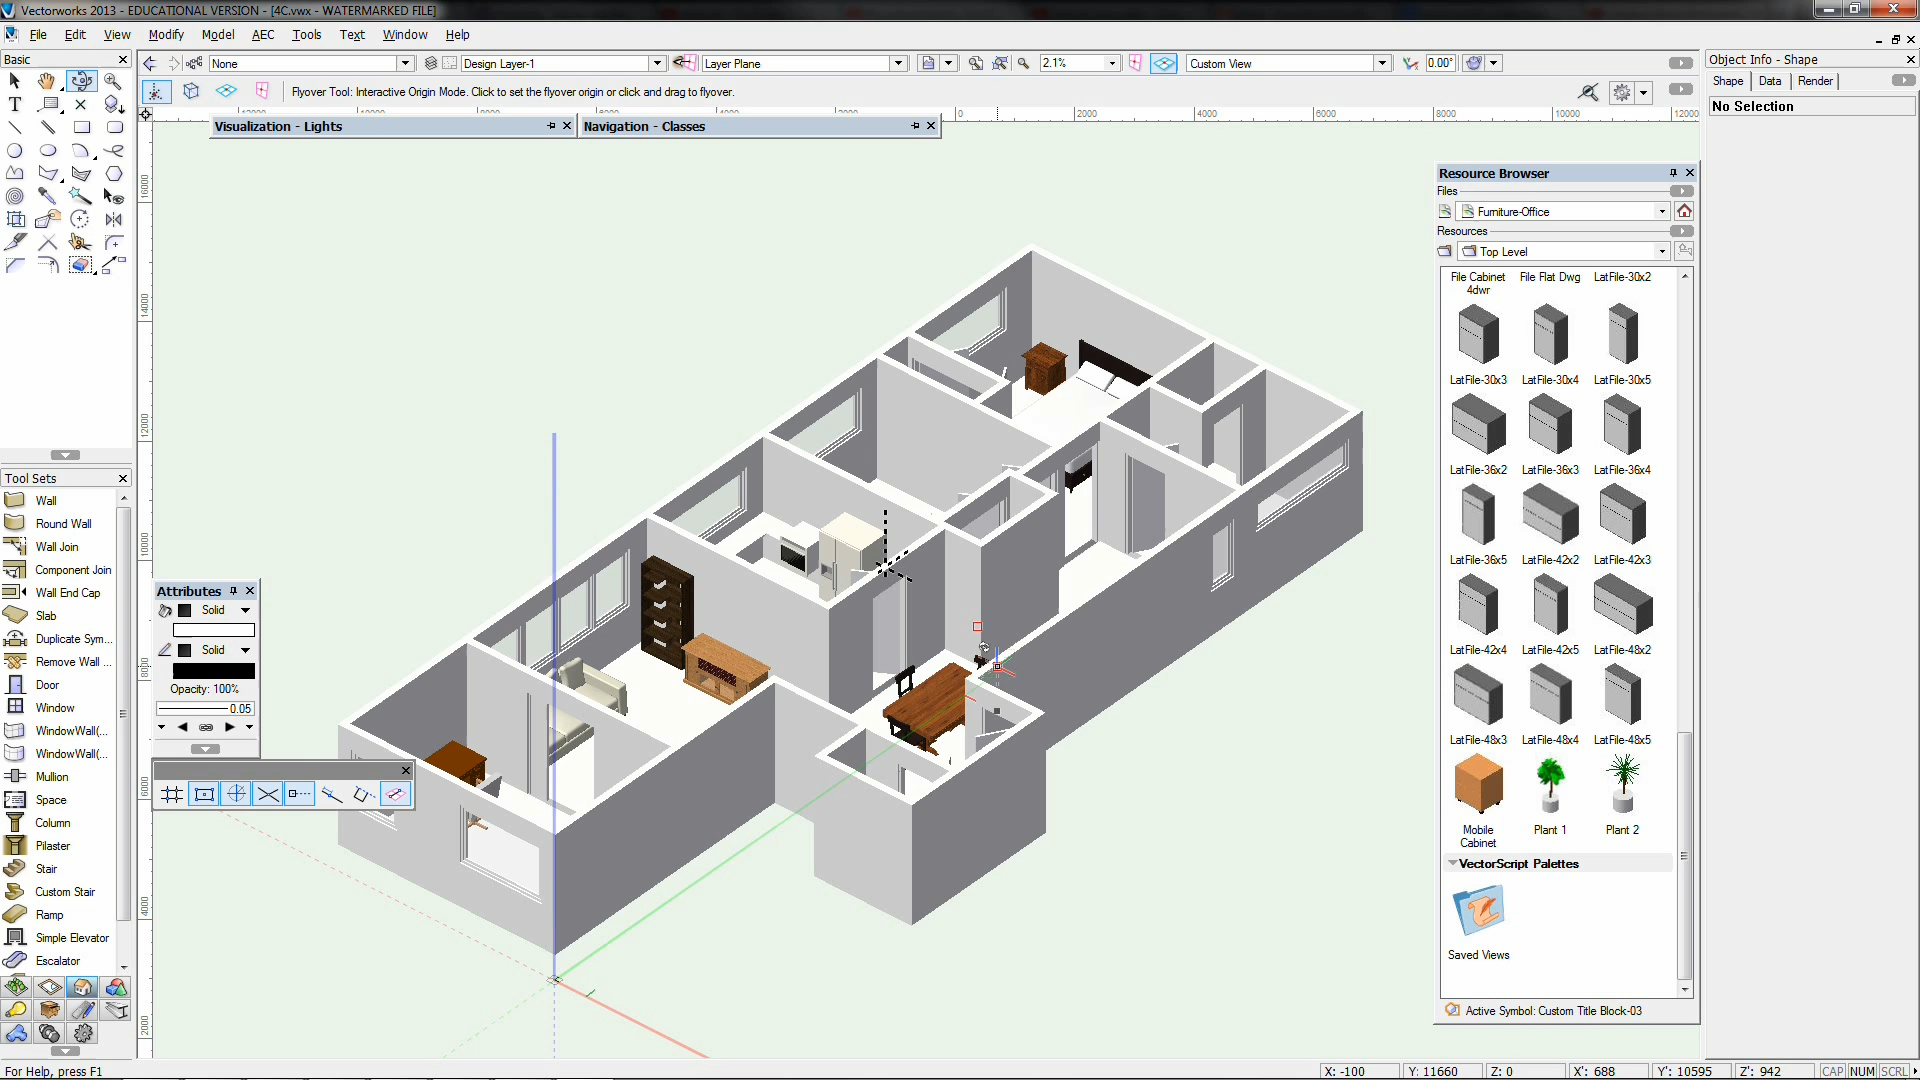 Vectorworks 2013 - EDUCATIONAL VERSION - [4C.vwx - WATERMARKED FILE]
File Edit View Modify Model AEC Tools Text Window Help
Basic
None
Design Layer-1
Layer Plane
2.1%
Custom View
0.00°
Flyover Tool: Interactive Origin Mode. Click to set the flyover origin or click and drag to flyover.
Visualization - Lights
Navigation - Classes
0 2000 4000 6000 8000 10000 12000
16000
14000
12000
10000
8000
6000
4000
2000
Tool Sets
Wall
Round Wall
Wall Join
Component Join
Wall End Cap
Slab
Duplicate Sym...
Remove Wall ...
Door
Window
WindowWall(...
WindowWall(...
Mullion
Space
Column
Pilaster
Stair
Custom Stair
Ramp
Simple Elevator
Escalator
Attributes
Solid
Solid
Opacity: 100%
0.05
Resource Browser
Files
Furniture-Office
Resources
Top Level
File Cabinet 4dwr
File Flat Dwg
LatFile-30x2
LatFile-30x3 LatFile-30x4 LatFile-30x5
LatFile-36x2 LatFile-36x3 LatFile-36x4
LatFile-36x5 LatFile-42x2 LatFile-42x3
LatFile-42x4 LatFile-42x5 LatFile-48x2
LatFile-48x3 LatFile-48x4 LatFile-48x5
Mobile Cabinet
Plant 1
Plant 2
VectorScript Palettes
Saved Views
Active Symbol: Custom Title Block-03
Object Info - Shape
Shape Data Render
No Selection
For Help, press F1
X: -100 Y: 11660 Z: 0 X': 688 Y': 10595 Z': 942 CAP NUM SCRL